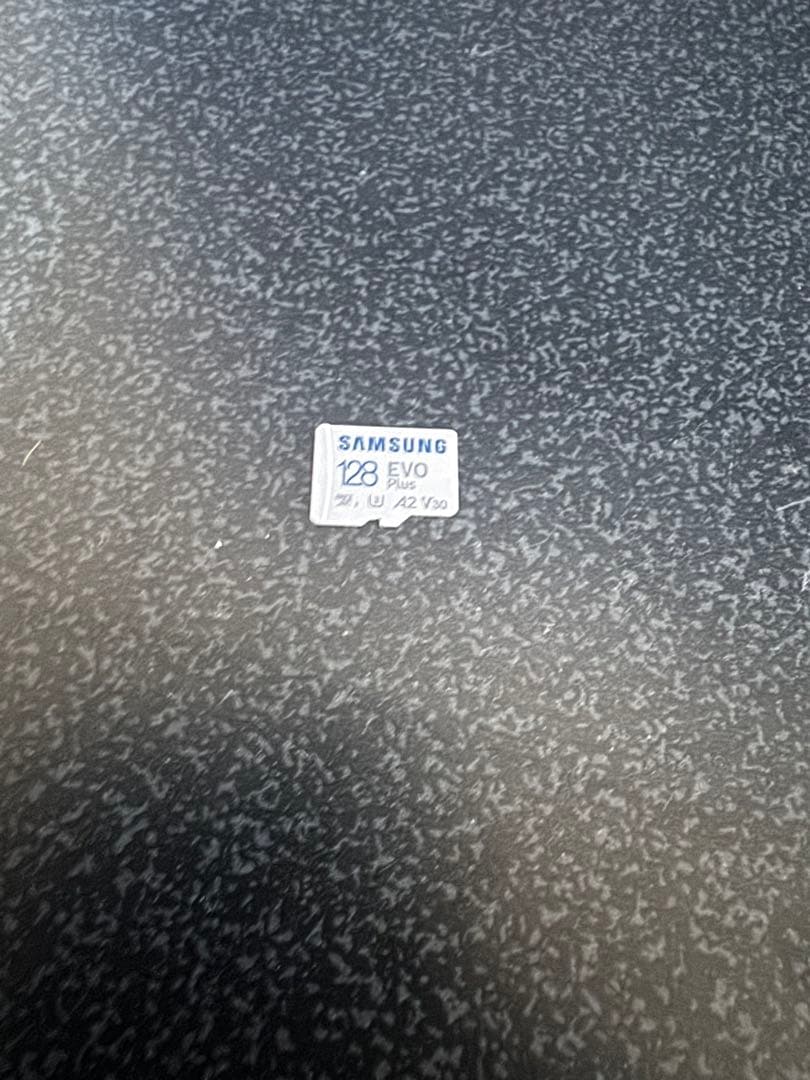 SAMSUNG
128 EVO
Plus
A2 V30